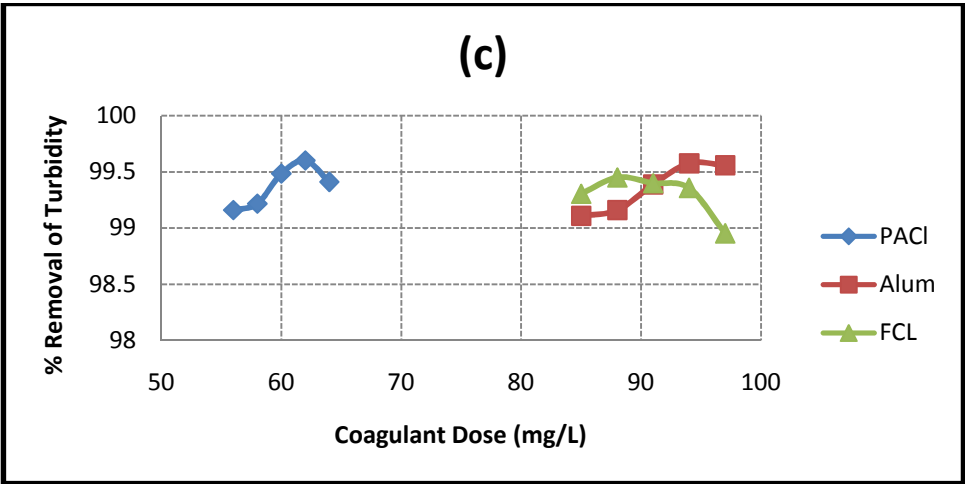 (c)
% Removal of Turbidity
100
99.5
99
98.5
98
50 60 70 80 90 100
Coagulant Dose (mg/L)
PACl
Alum
FCL